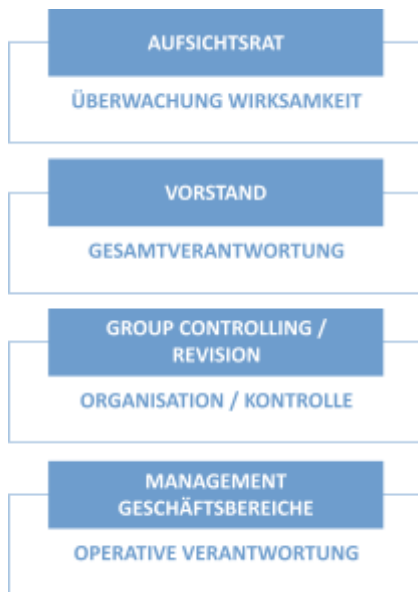 AUFSICHTSRAT
ÜBERWACHUNG WIRKSAMKEIT
VORSTAND
GESAMTVERANTWORTUNG
GROUP CONTROLLING /
REVISION
ORGANISATION / KONTROLLE
MANAGEMENT
GESCHÄFTSBEREICHE
OPERATIVE VERANTWORTUNG